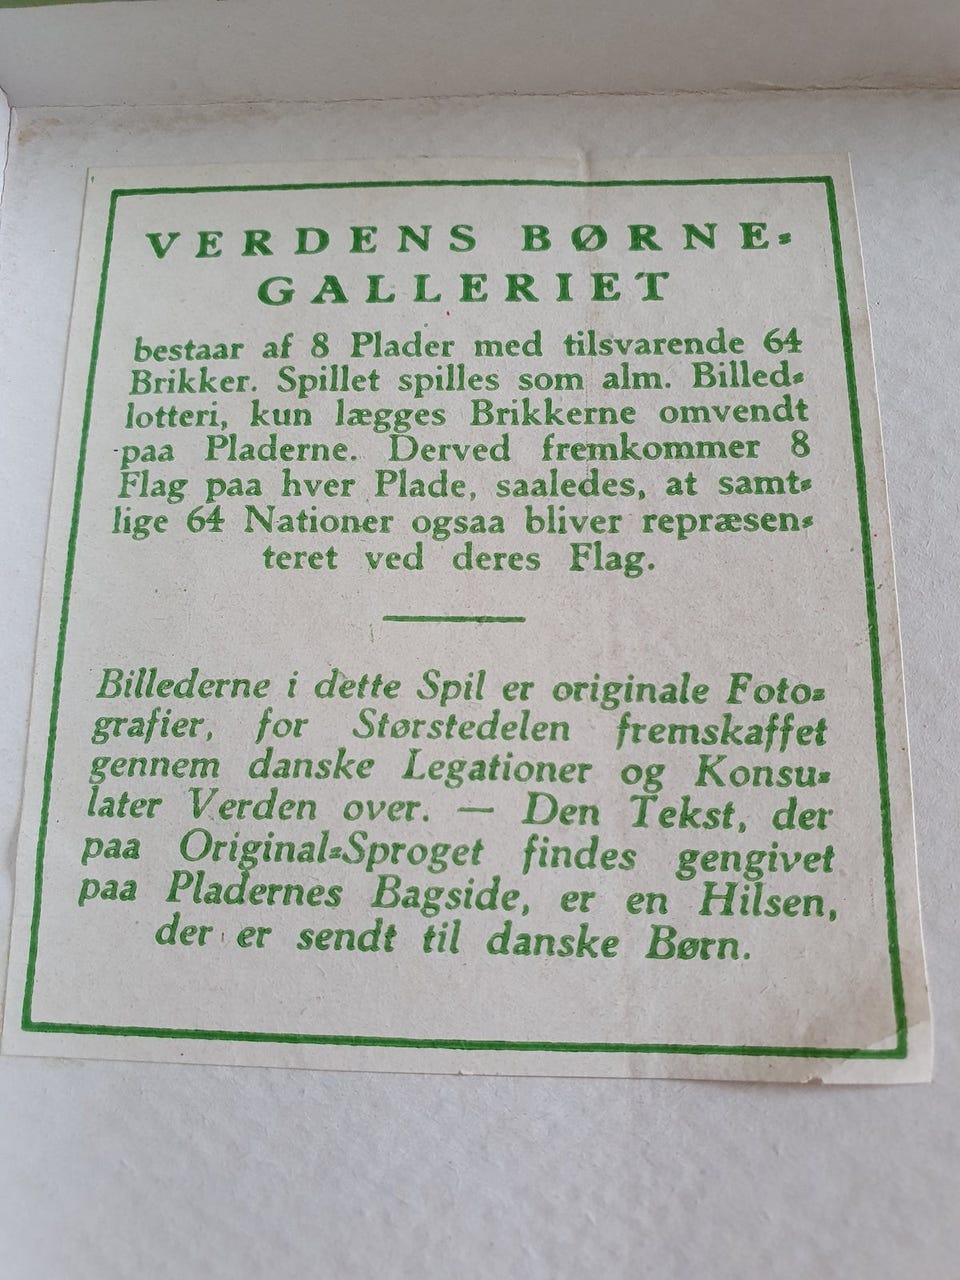 VERDENS BØRNE-
GALLERIET
bestaar af 8 Plader med tilsvarende 64
Brikker. Spillet spilles som alm. Billed-
lotteri, kun lægges Brikkerne omvendt
paa Pladerne. Derved fremkommer 8
Flag paa hver Plade, saaledes, at samt-
lige 64 Nationer ogsaa bliver repræsen-
teret ved deres Flag.
Billederne i dette Spil er originale Foto-
grafier, for Størstedelen fremskaffet
gennem danske Legationer og Konsu-
later Verden over. — Den Tekst, der
paa Original-Sproget findes gengivet
paa Pladernes Bagside, er en Hilsen,
der er sendt til danske Børn.